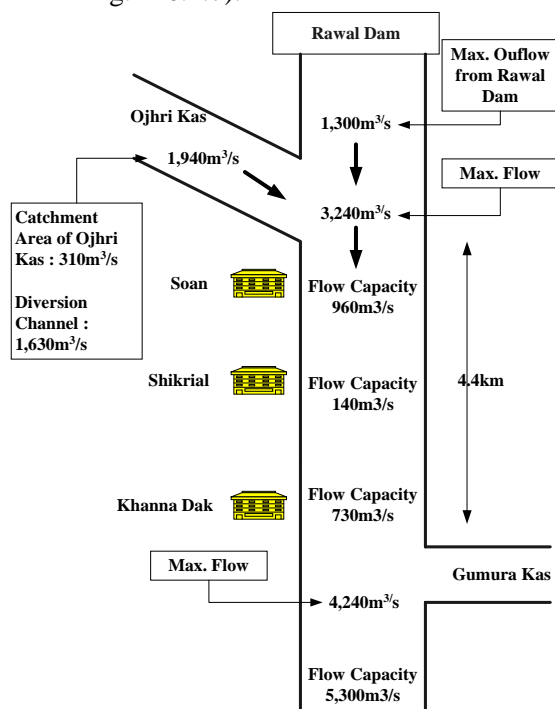 Rawal Dam
Max. Ouflow
from Rawal
Dam
Ojhri Kas
1,300m³/s
1,940m³/s
Max. Flow
3,240m³/s
Catchment
Area of Ojhri
Kas : 310m³/s
Diversion
Channel :
1,630m³/s
Soan
Flow Capacity
960m3/s
Shikrial
Flow Capacity
140m3/s
4.4km
Khanna Dak
Flow Capacity
730m3/s
Max. Flow
Gumura Kas
4,240m³/s
Flow Capacity
5,300m3/s